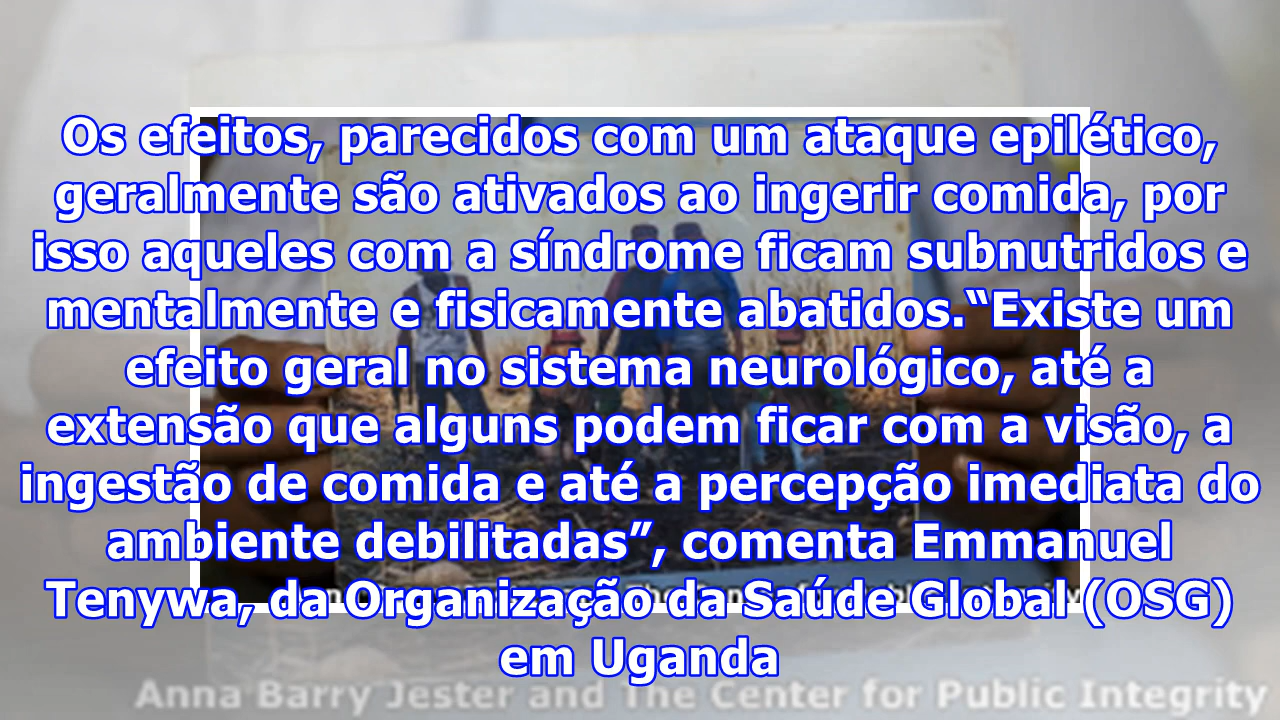 Os efeitos, parecidos com um ataque epilético,
geralmente são ativados ao ingerir comida, por
isso aqueles com a síndrome ficam subnutridos e
mentalmente e fisicamente abatidos.“Existe um
efeito geral no sistema neurológico, até a
extensão que alguns podem ficar com a visão, a
ingestão de comida e até a percepção imediata do
ambiente debilitadas”, comenta Emmanuel
Tenywa, da Organização da Saúde Global (OSG)
em Uganda
Anna Barry Jester and The Center for Public Integrity